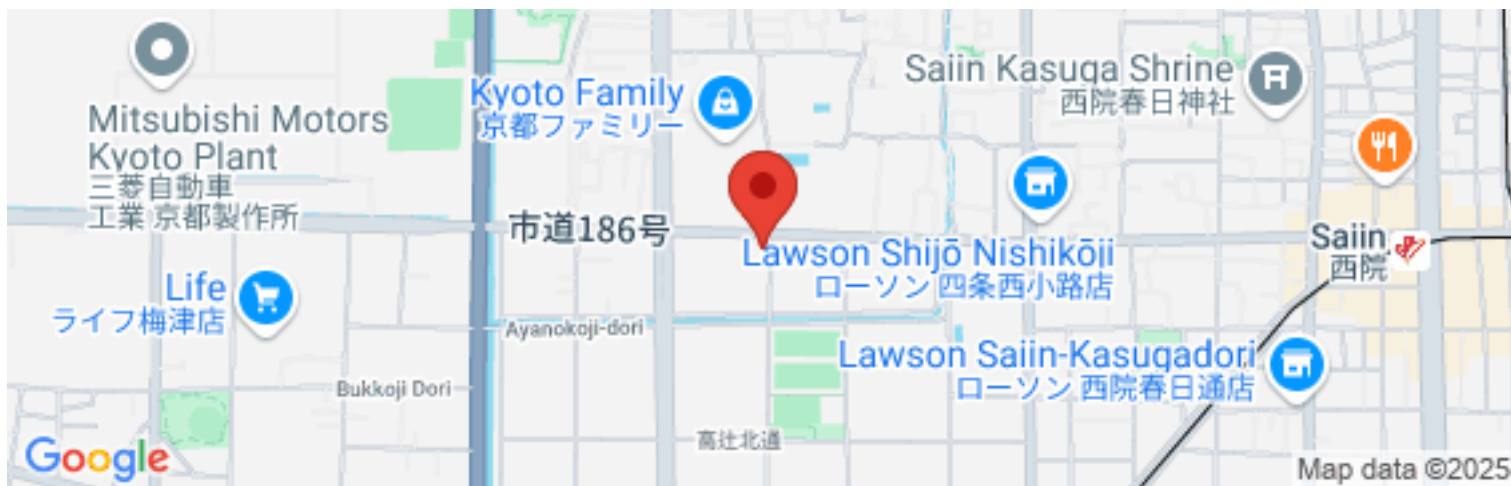 Saiin Kasuga Shrine
西院春日神社
Kyoto Family
京都ファミリー
Mitsubishi Motors
Kyoto Plant
三菱自動車
工業 京都製作所
市道186号
Saiin
西院
Lawson Shijō Nishikōji
ローソン 四条西小路店
Life
ライフ梅津店
Ayanokoji-dori
Lawson Saiin-Kasugadori
ローソン 西院春日通店
Bukkoji Dori
高辻北通
Google
Map data ©2025